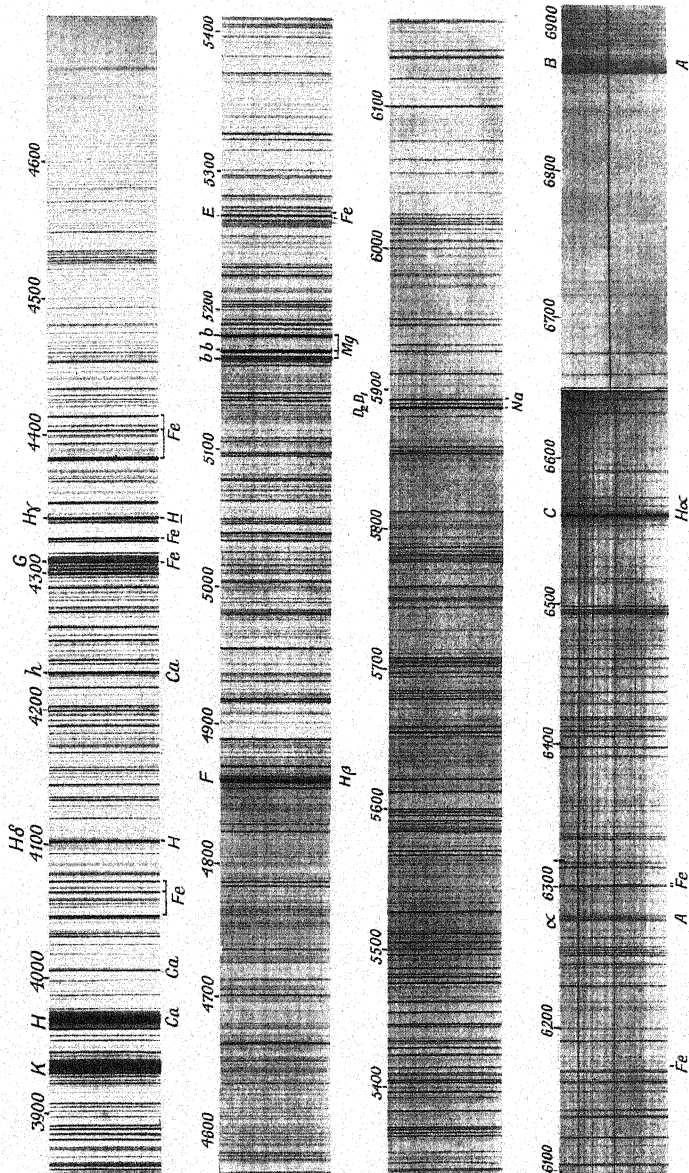 3900 4000 4100 4200 4300 4400 4500 4600
K H Hδ h G Hγ
Ca Ca Fe H Ca Fe Fe H Fe
4600 4700 4800 4900 5000 5100 5200 5300 5400
F b b b E
Hβ Mg Fe
5400 5500 5600 5700 5800 5900 6000 6100
D₂ D₁
Na
6100 6200 6300 6400 6500 6600 6700 6800 6900
α C B
Fe A Fe Hα A